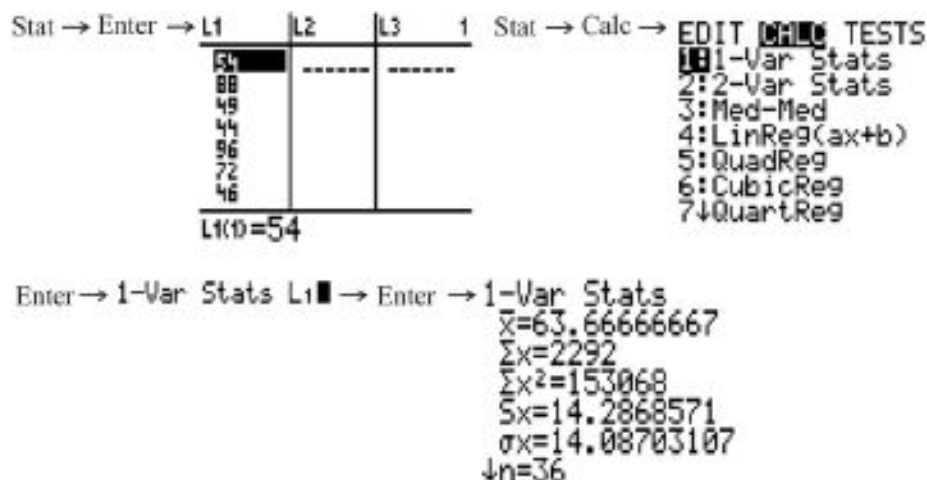 Stat → Enter → L1 L2 L3 1
54 ------ ------
88
49
44
96
72
46
L1(1)=54
Stat → Calc → EDIT CALC TESTS
1:1-Var Stats
2:2-Var Stats
3:Med-Med
4:LinReg(ax+b)
5:QuadReg
6:CubicReg
7↓QuartReg
Enter → 1-Var Stats L1 → Enter → 1-Var Stats
x̄=63.66666667
Σx=2292
Σx²=153068
Sx=14.2868571
σx=14.08703107
↓n=36